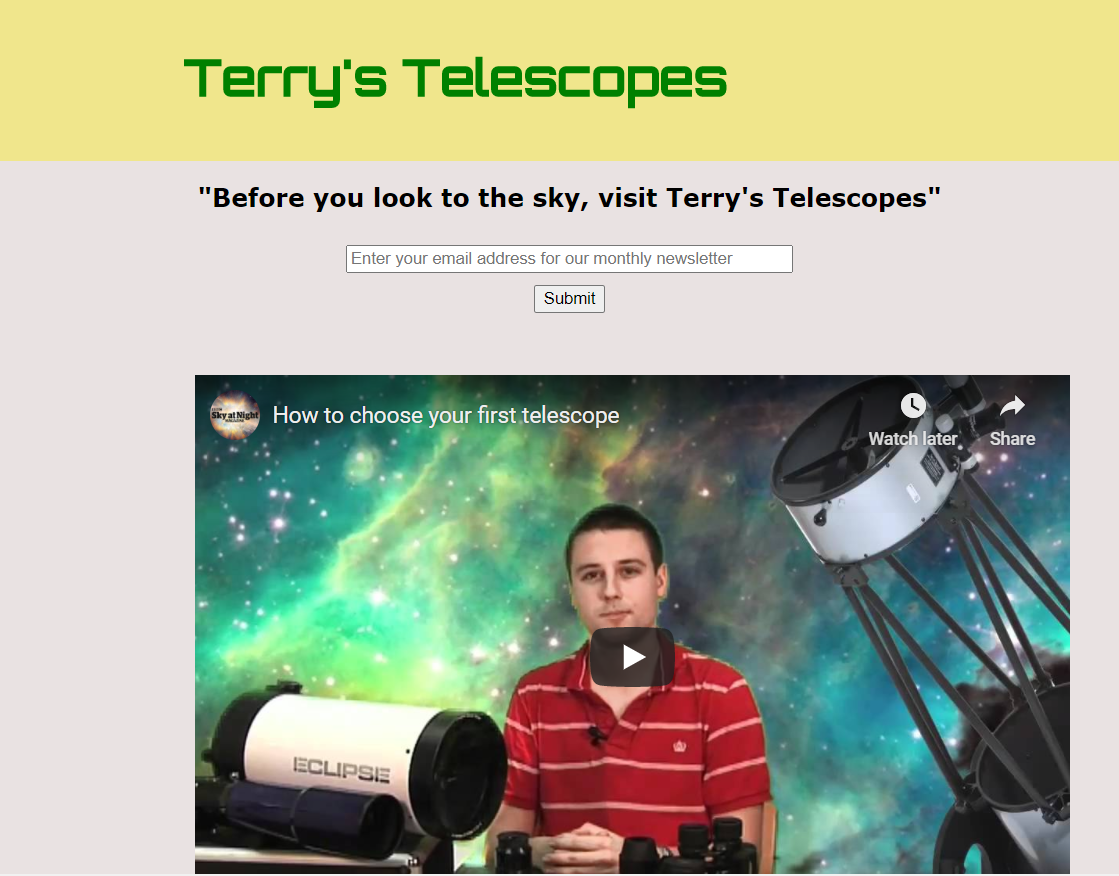 Terry's Telescopes
"Before you look to the sky, visit Terry's Telescopes"
Enter your email address for our monthly newsletter
Submit
Sky at Night
How to choose your first telescope
Watch later
Share
ECLIPSE